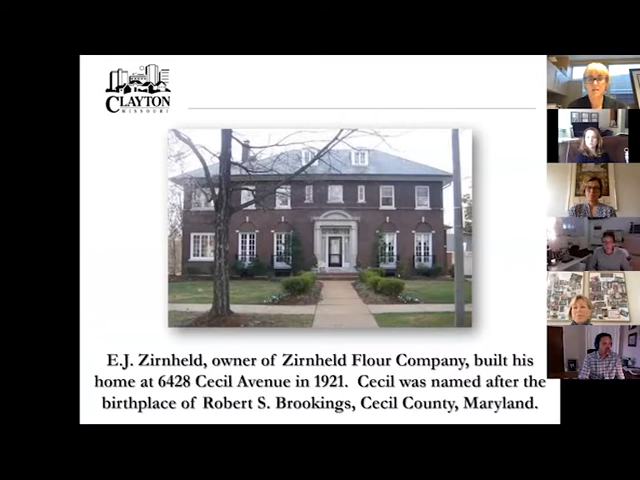 CLAYTON
MISSOURI
E.J. Zirnheld, owner of Zirnheld Flour Company, built his
home at 6428 Cecil Avenue in 1921. Cecil was named after the
birthplace of Robert S. Brookings, Cecil County, Maryland.